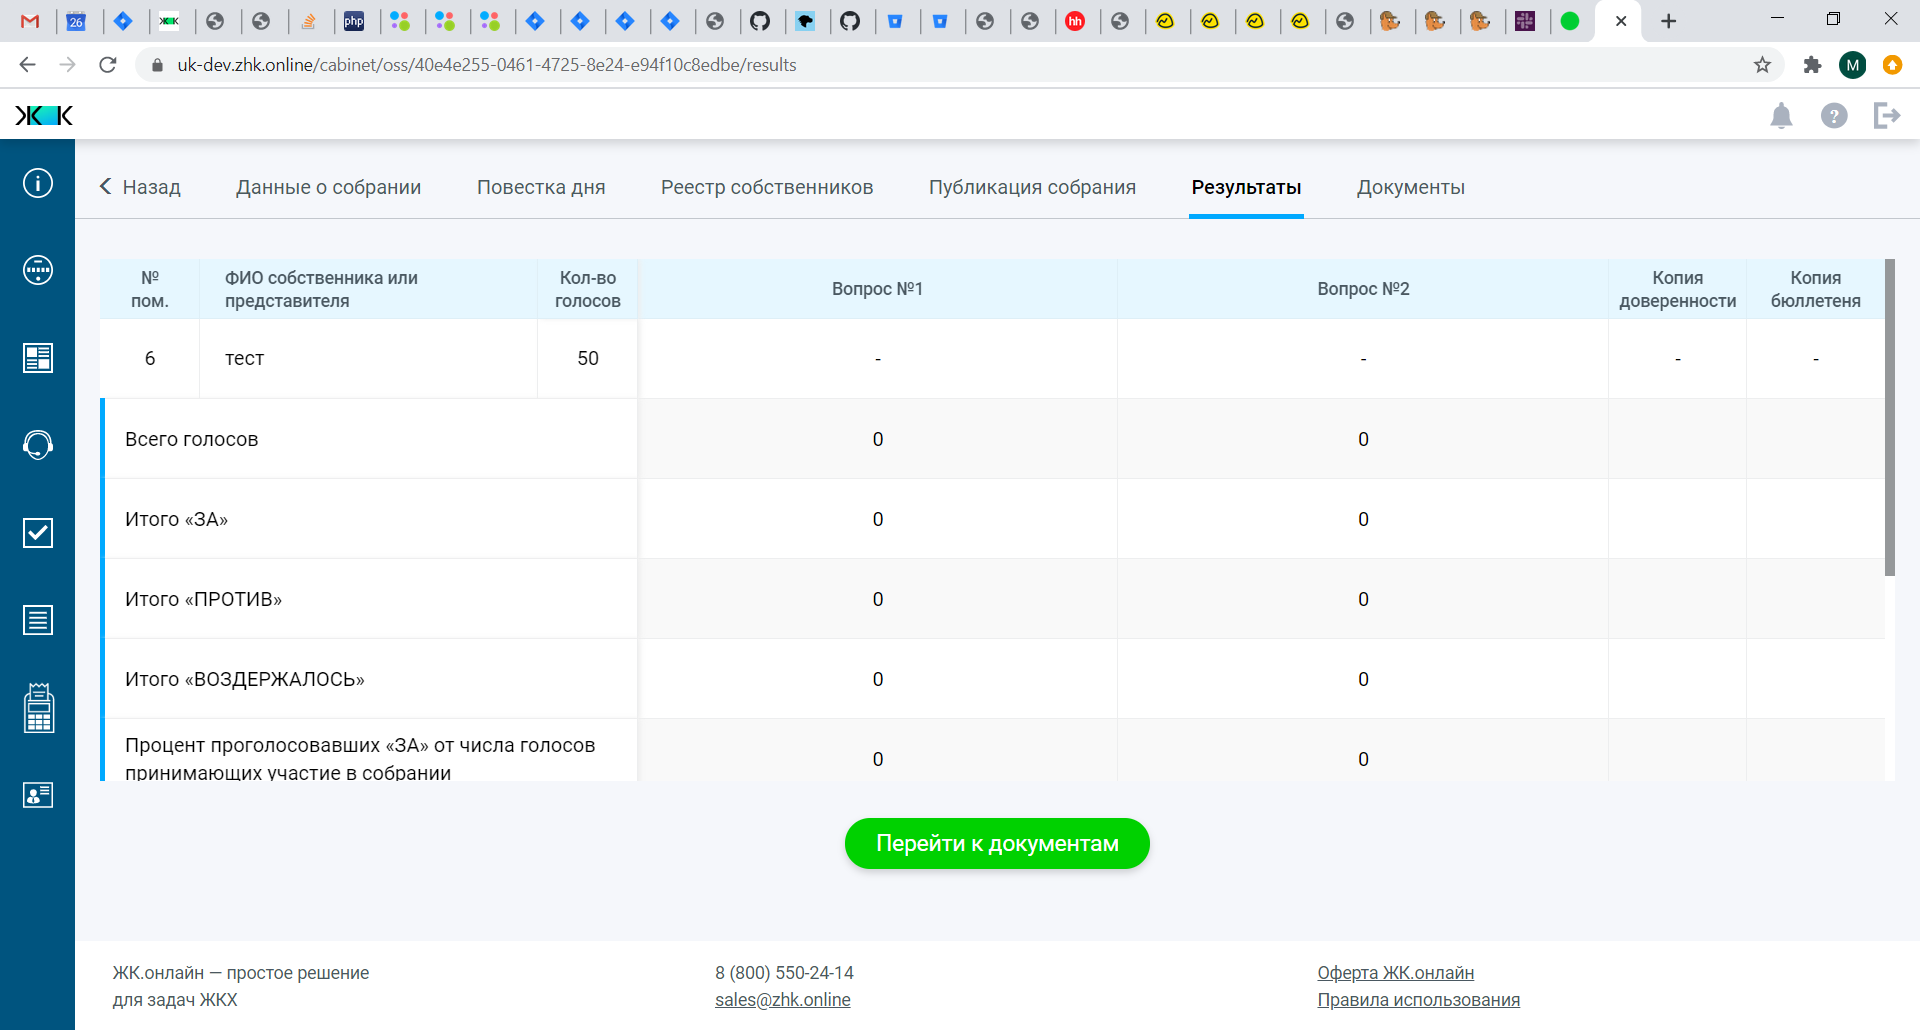 26
php
hh
uk-dev.zhk.online/cabinet/oss/40e4e255-0461-4725-8e24-e94f10c8edbe/results
M
ЖК
Назад
Данные о собрании
Повестка дня
Реестр собственников
Публикация собрания
Результаты
Документы
№ пом.
ФИО собственника или представителя
Кол-во голосов
Вопрос №1
Вопрос №2
Копия доверенности
Копия бюллетеня
6 тест 50 - - - -
Всего голосов 0 0
Итого «ЗА» 0 0
Итого «ПРОТИВ» 0 0
Итого «ВОЗДЕРЖАЛОСЬ» 0 0
Процент проголосовавших «ЗА» от числа голосов
принимающих участие в собрании 0 0
Перейти к документам
ЖК.онлайн — простое решение
для задач ЖКХ
8 (800) 550-24-14
sales@zhk.online
Оферта ЖК.онлайн
Правила использования